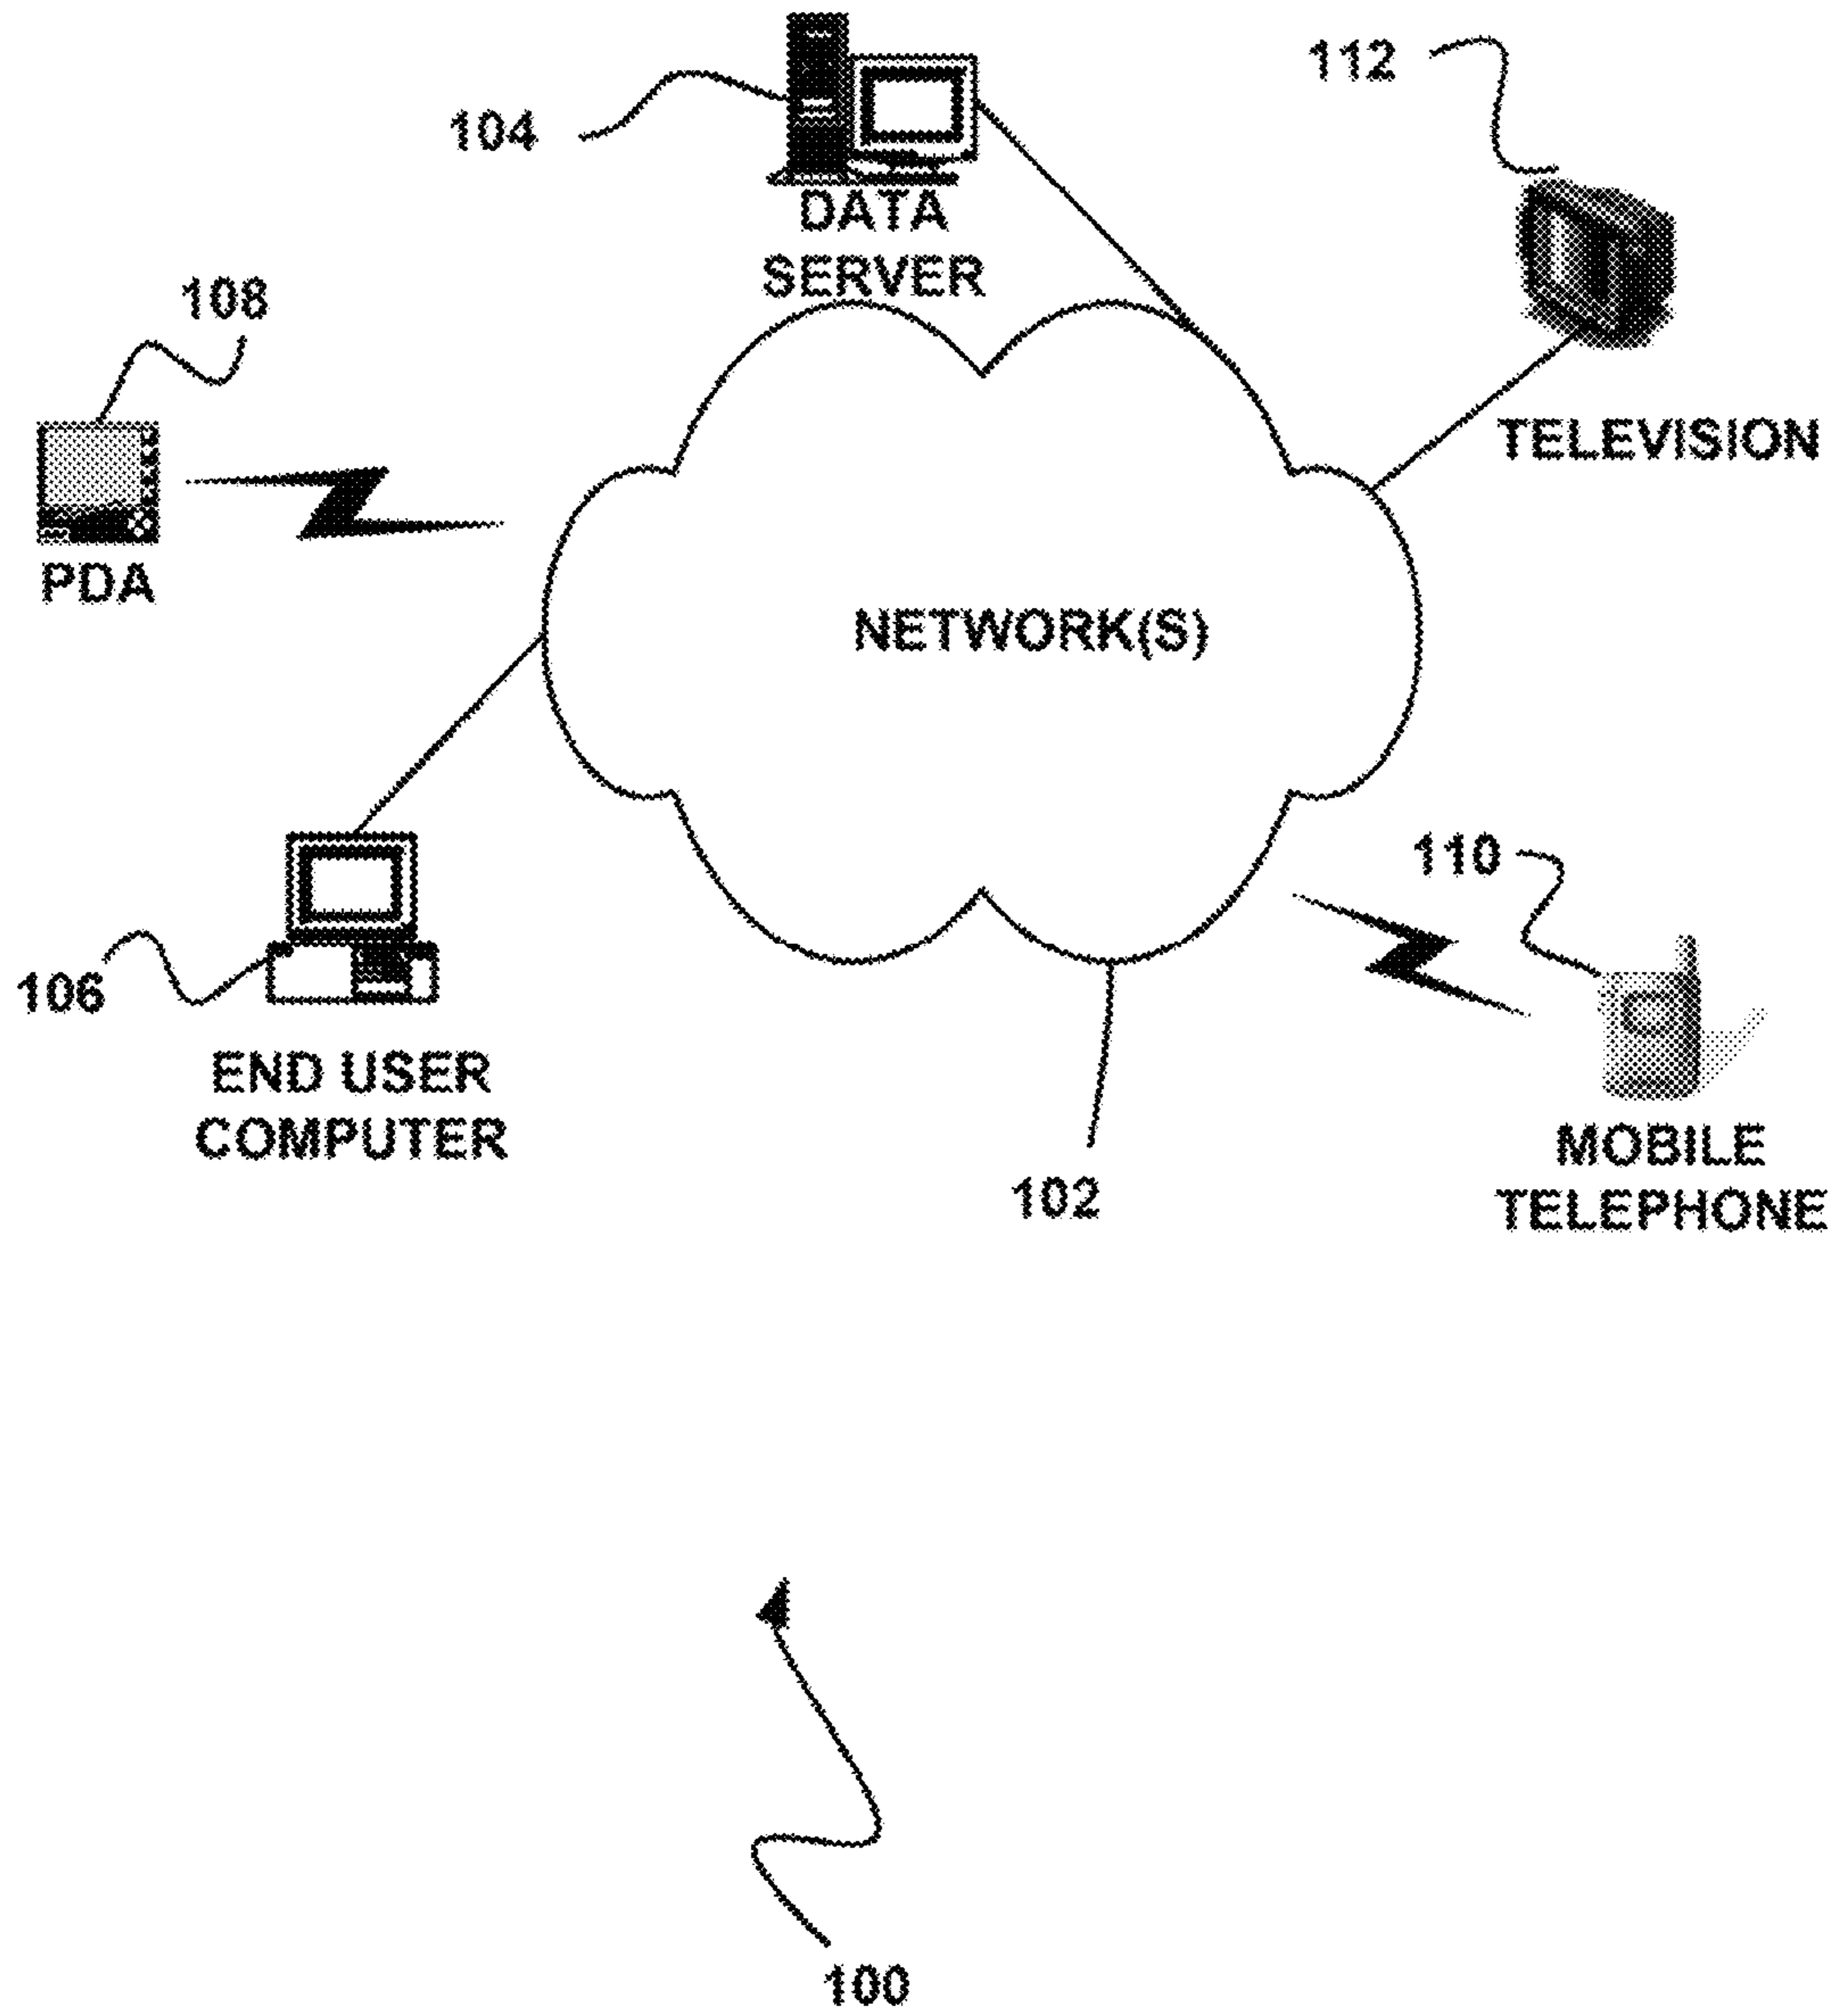 112
104
DATA
SERVER
108
TELEVISION
PDA
NETWORK(S)
110
106
END USER
COMPUTER
MOBILE
TELEPHONE
102
100